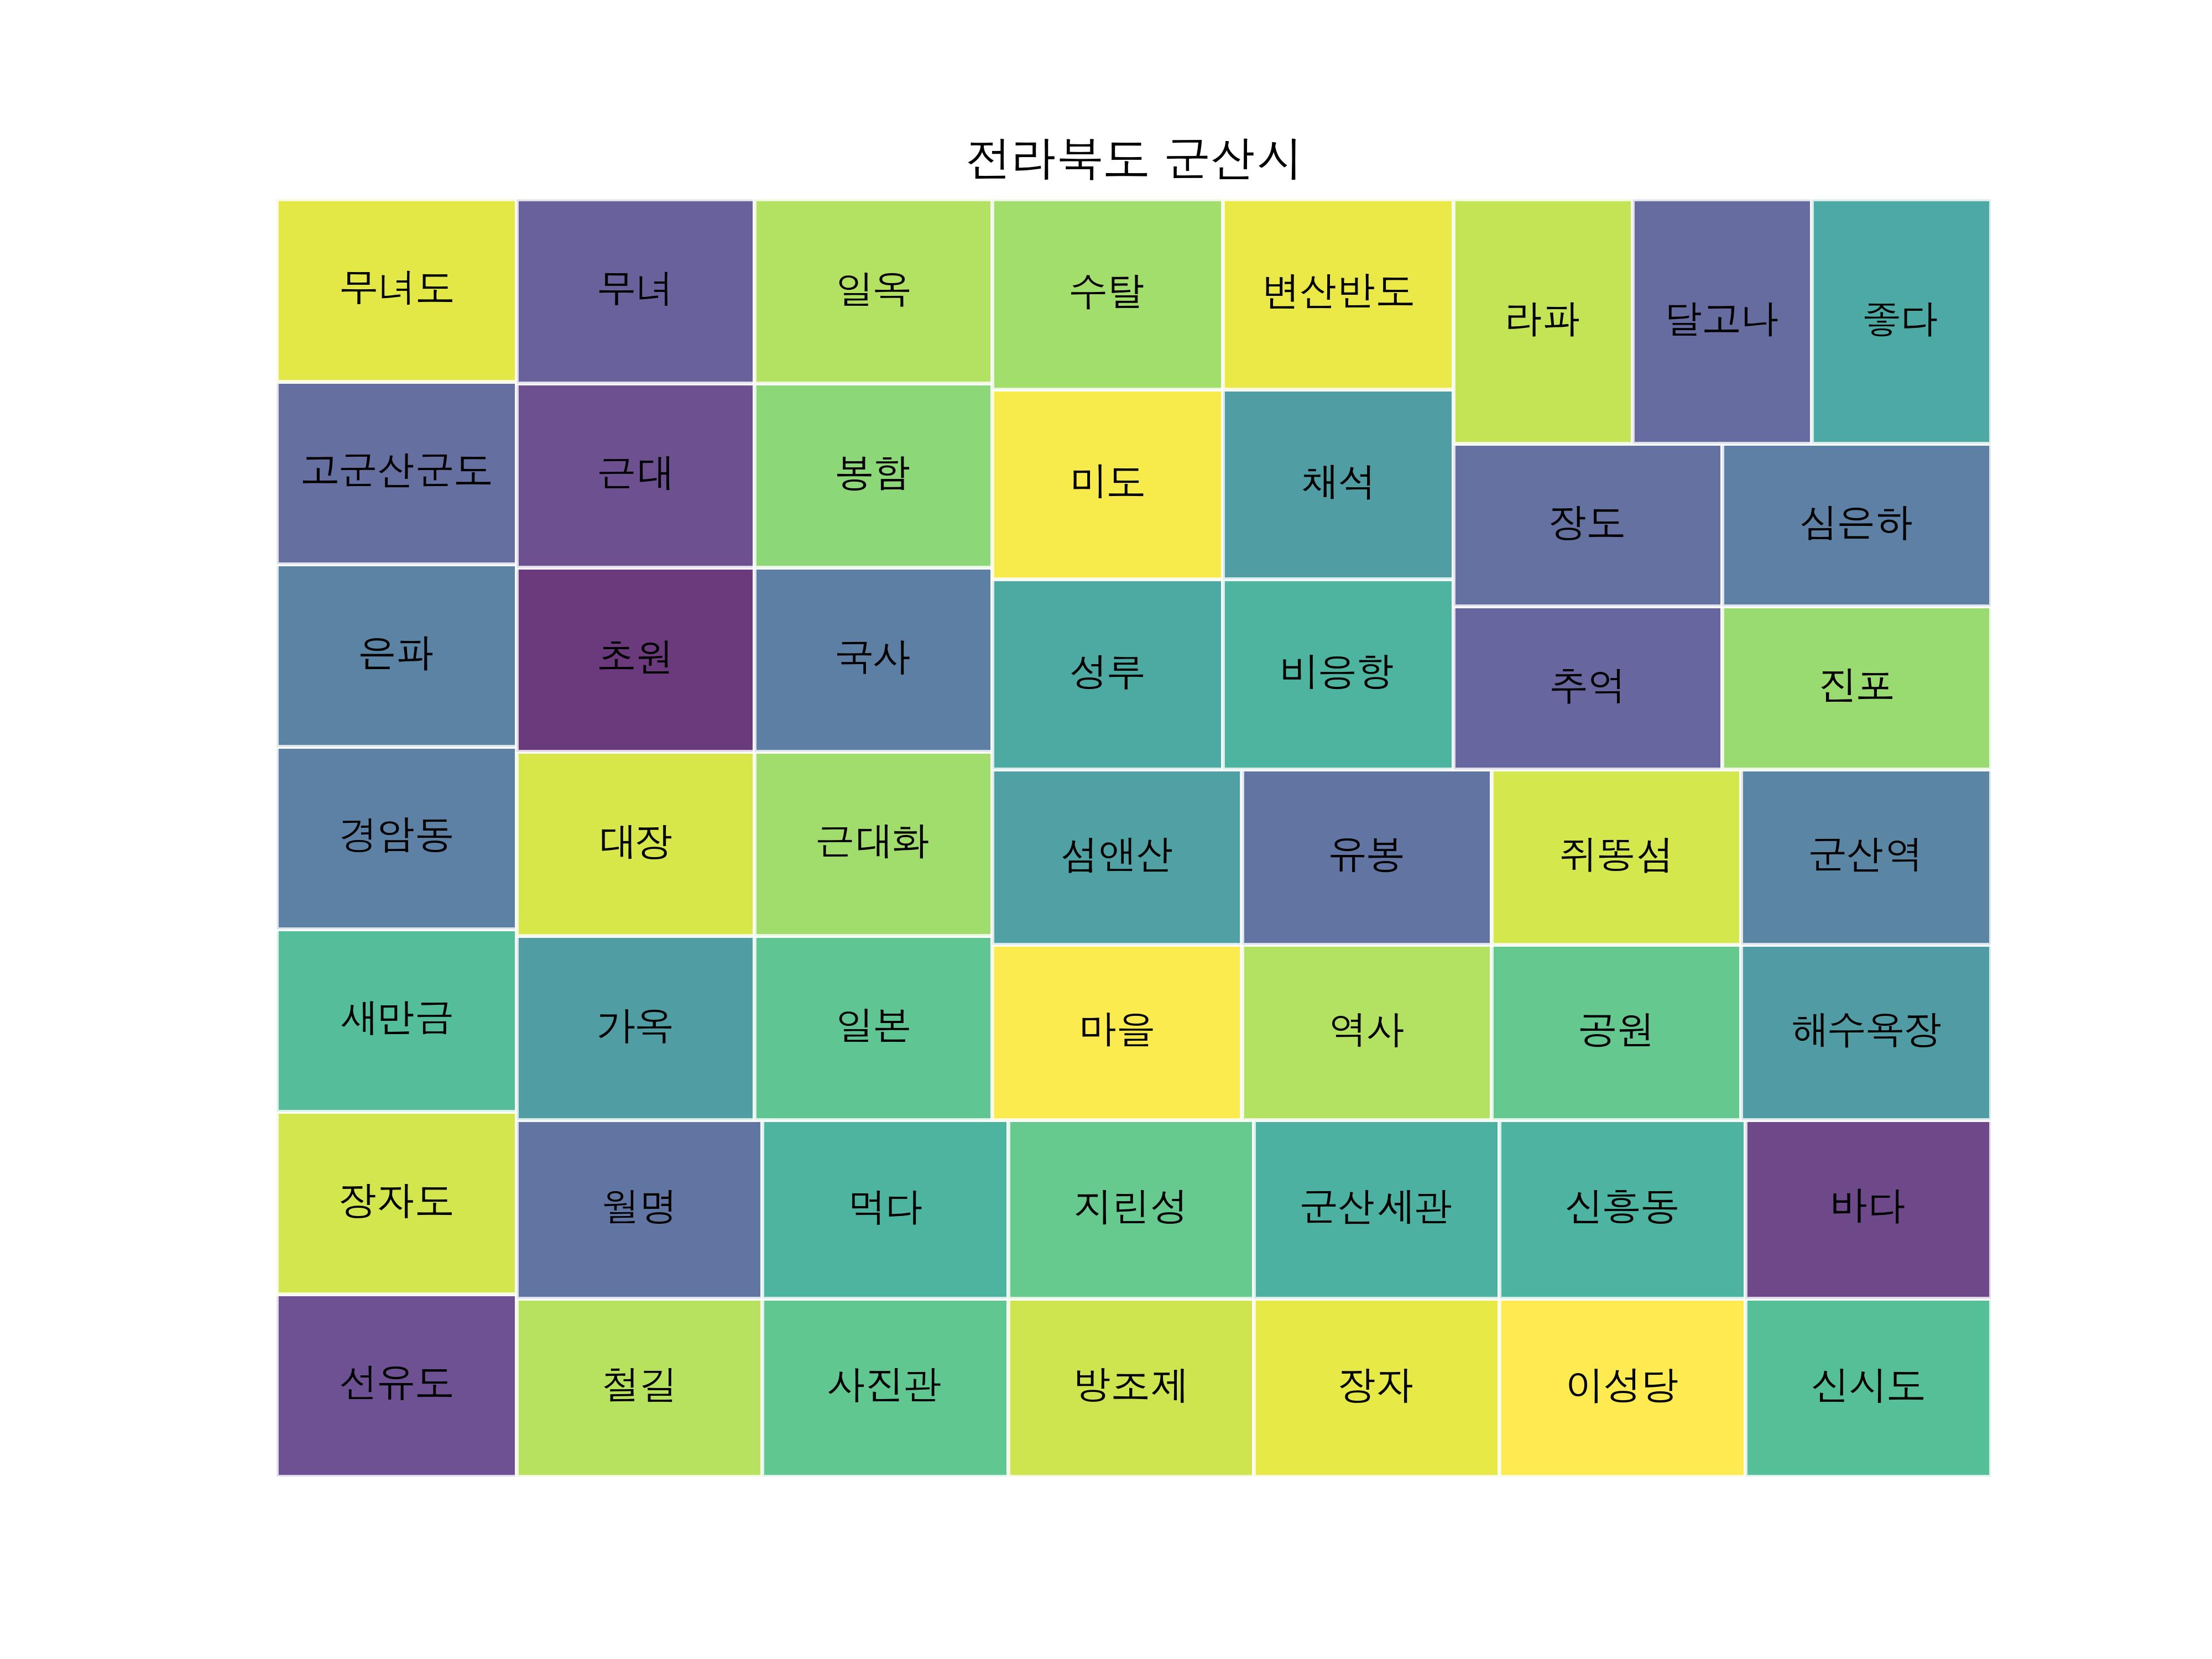 전라북도 군산시
무녀도
무녀
일옥
수탈
변산반도
라파
달고나
좋다
고군산군도
근대
봉함
미도
채석
장도
심은하
은파
초원
국사
성루
비응항
추억
진포
경암동
대장
근대화
섬앤산
유봉
쥐똥섬
군산역
새만금
가옥
일본
마을
역사
공원
해수욕장
장자도
월명
먹다
지린성
군산세관
신흥동
바다
선유도
철길
사진관
방조제
장자
이성당
신시도